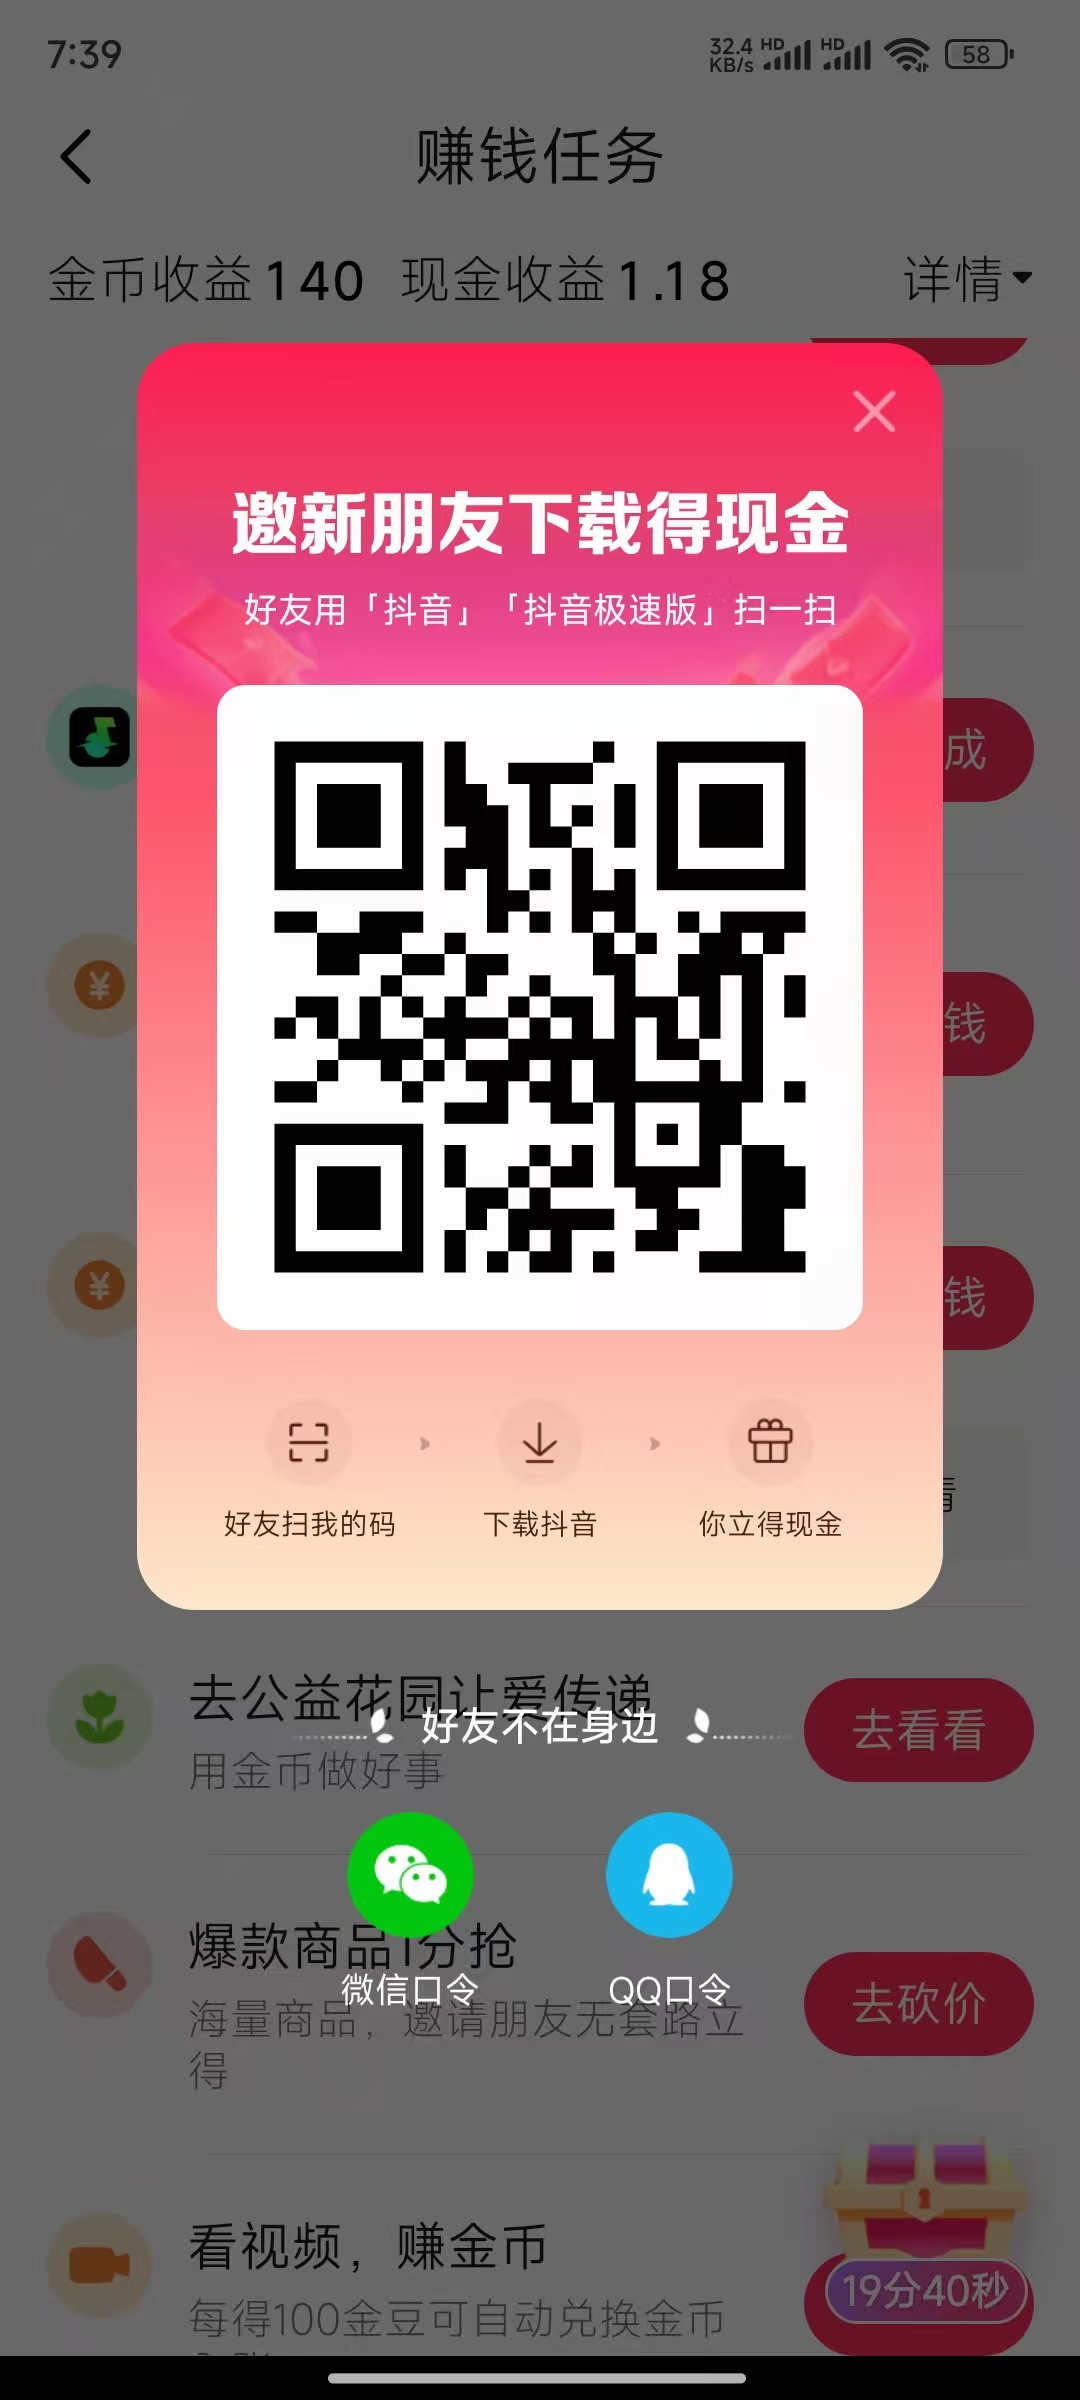 7:39
32.4
KB/s
HD
HD
58
赚钱任务
金币收益140 现金收益1.18 详情
邀新朋友下载得现金
好友用「抖音」「抖音极速版」扫一扫
成
钱
钱
好友扫我的码
下载抖音
你立得现金
去公益花园让爱传递
用金币做好事
去看看
好友不在身边
爆款商品1分抢
海量商品，邀请朋友无套路立
得
去砍价
微信口令
QQ口令
看视频，赚金币
每得100金豆可自动兑换金币
19分40秒